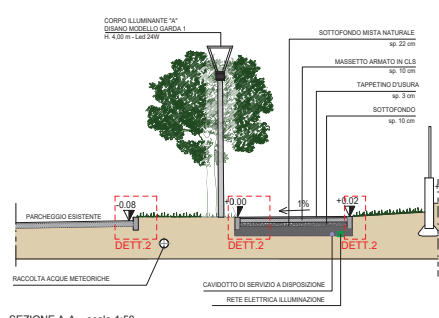 CORPO ILLUMINANTE "A"
DISANO MODELLO GARDA 1
H. 4,00 m - Led 24W
SOTTOFONDO MISTA NATURALE
sp. 22 cm
MASSETTO ARMATO IN CLS
sp. 10 cm
TAPPETINO D'USURA
sp. 3 cm
SOTTOFONDO
sp. 10 cm
-0.08
+0.00
1%
+0.02
PARCHEGGIO ESISTENTE
DETT.2
DETT.2
DETT.2
RACCOLTA ACQUE METEORICHE
CAVIDOTTO DI SERVIZIO A DISPOSIZIONE
RETE ELETTRICA ILLUMINAZIONE
SEZIONE A-A - scala 1:50